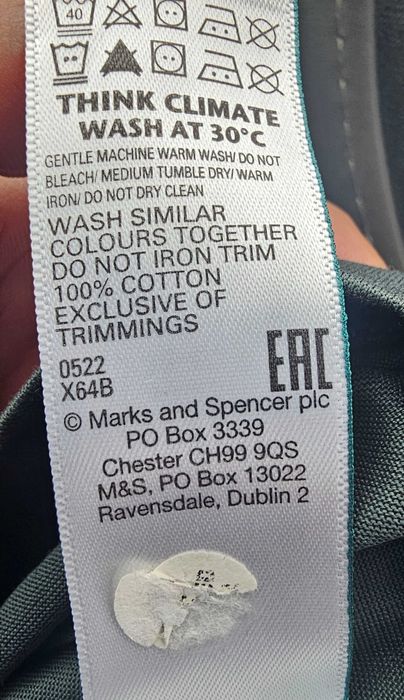 40
THINK CLIMATE
WASH AT 30°C
GENTLE MACHINE WARM WASH/ DO NOT
BLEACH/ MEDIUM TUMBLE DRY/ WARM
IRON/ DO NOT DRY CLEAN
WASH SIMILAR
COLOURS TOGETHER
DO NOT IRON TRIM
100% COTTON
EXCLUSIVE OF
TRIMMINGS
0522
X64B
EAC
© Marks and Spencer plc
PO Box 3339
Chester CH99 9QS
M&S, PO Box 13022
Ravensdale, Dublin 2